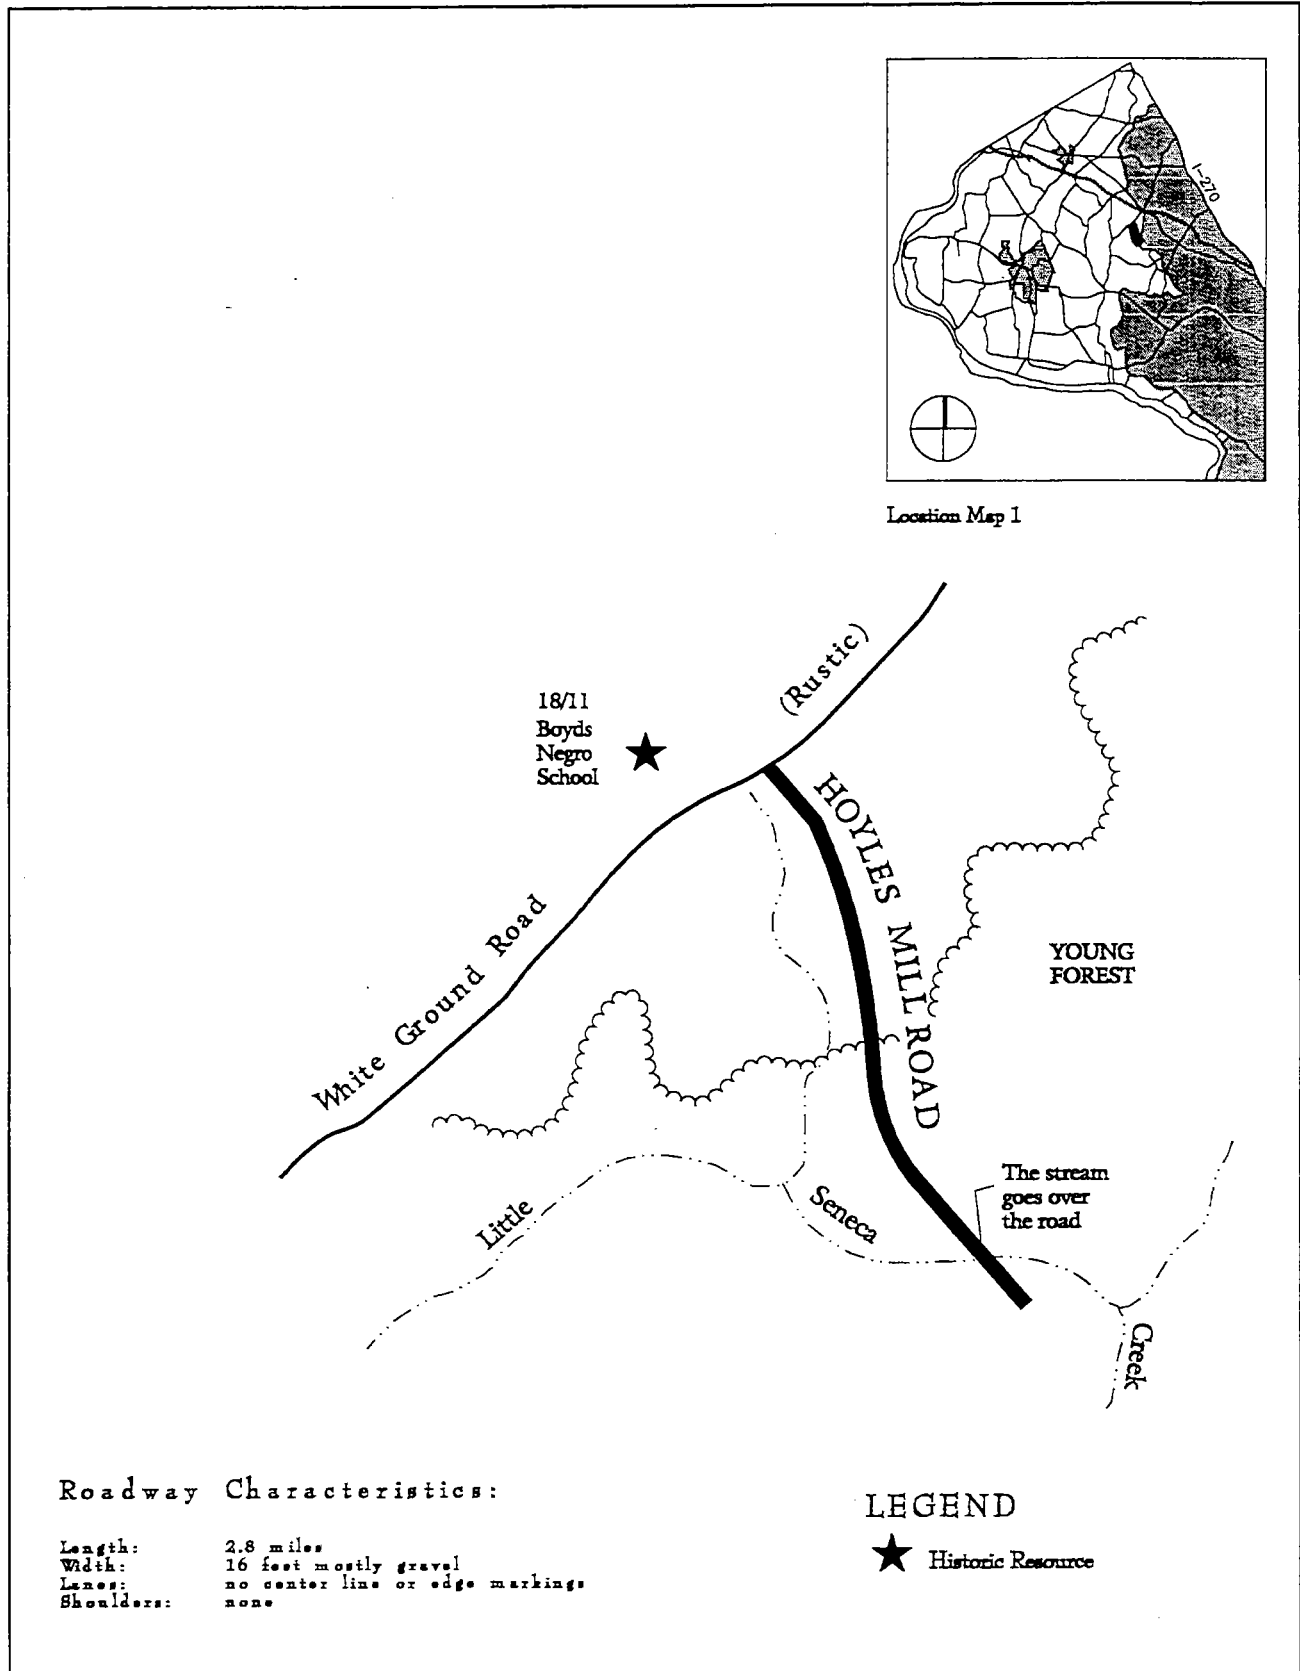 I-270
Location Map 1
(Rustic)
18/11
Boyds
Negro
School
HOYLES MILL ROAD
White Ground Road
YOUNG
FOREST
The stream
goes over
the road
Little
Seneca
Creek
Roadway Characteristics:
Length: 2.8 miles
Width: 16 feet mostly gravel
Lanes: no center line or edge markings
Shoulders: none
LEGEND
Historic Resource